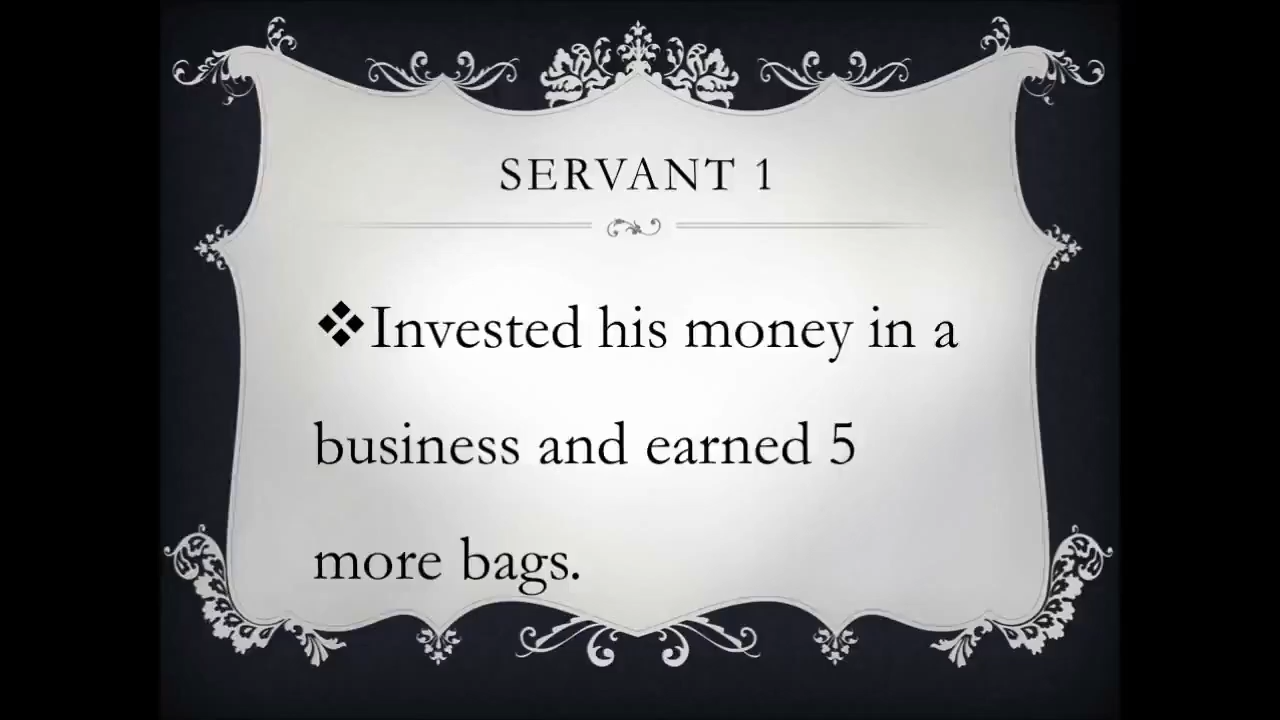 SERVANT 1
❖Invested his money in a
business and earned 5
more bags.